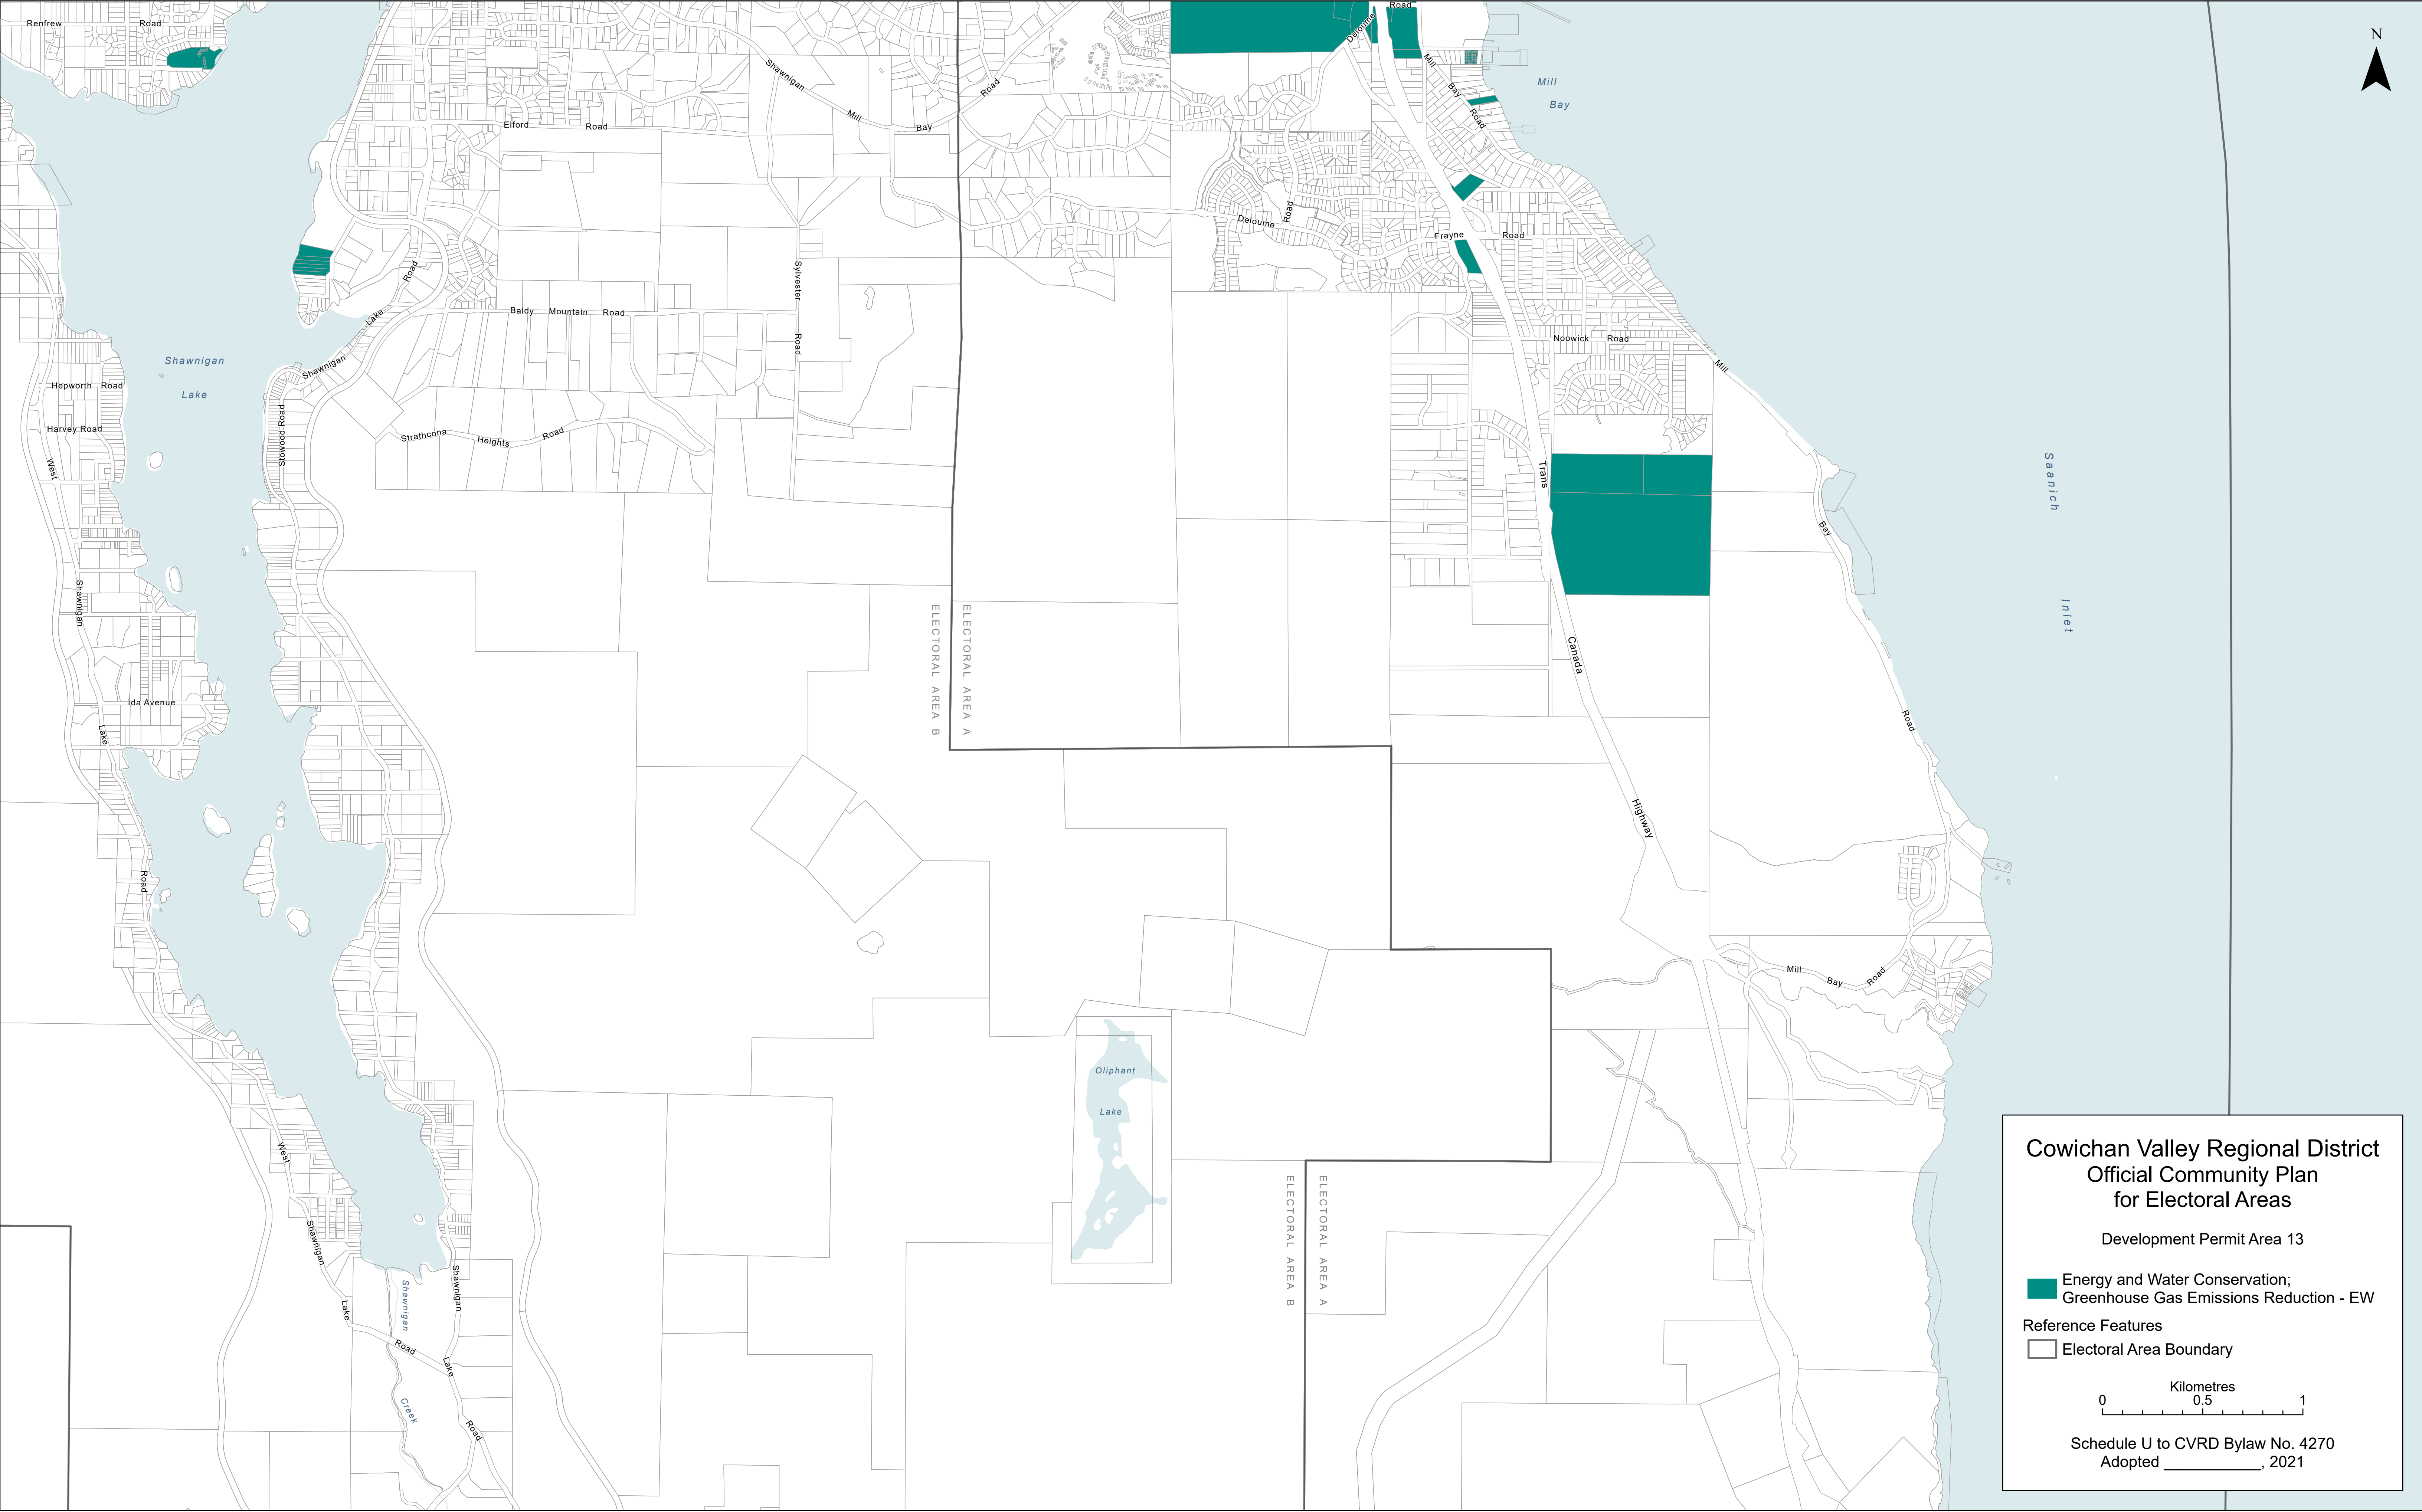 Renfrew Road
Road
Deloume
N
Mill
Bay
Shawnigan Mill Bay Road
Mill Bay Road
Elford Road
Deloume Road
Frayne Road
Shawnigan Lake Road
Sylvester Road
Baldy Mountain Road
Noowick Road
Shawnigan
Lake
Hepworth Road
Harvey Road
Stowood Road
Strathcona Heights Road
West Shawnigan Lake Road
Mill Bay Road
Trans Canada Highway
Saanich Inlet
ELECTORAL AREA B
ELECTORAL AREA A
Ida Avenue
Mill Bay Road
Oliphant
Lake
West Shawnigan Lake Road
Shawnigan Lake Road
Shawnigan Creek
ELECTORAL AREA B
ELECTORAL AREA A
Cowichan Valley Regional District
Official Community Plan
for Electoral Areas
Development Permit Area 13
Energy and Water Conservation;
Greenhouse Gas Emissions Reduction - EW
Reference Features
Electoral Area Boundary
Kilometres
0 0.5 1
Schedule U to CVRD Bylaw No. 4270
Adopted ____________, 2021